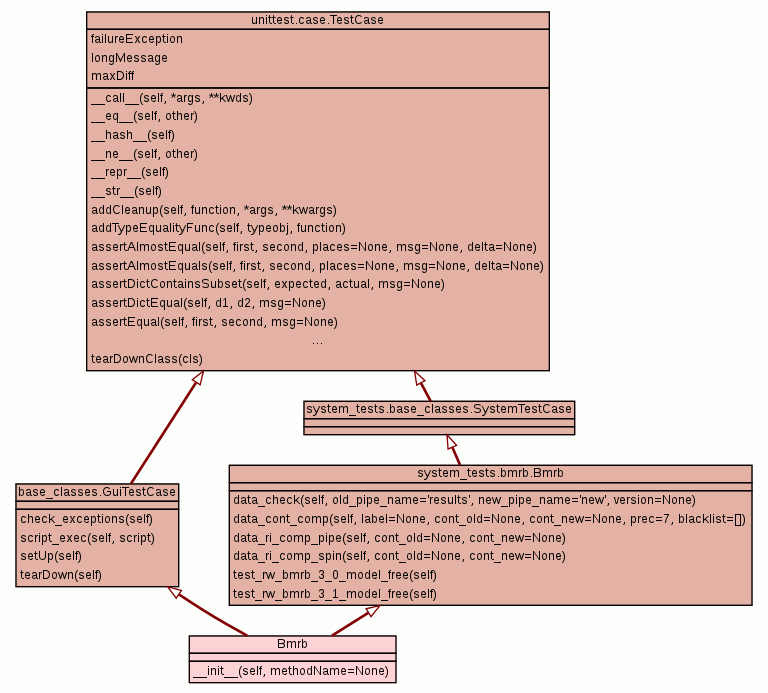 unittest.case.TestCase
failureException
longMessage
maxDiff
__call__(self, *args, **kwds)
__eq__(self, other)
__hash__(self)
__ne__(self, other)
__repr__(self)
__str__(self)
addCleanup(self, function, *args, **kwargs)
addTypeEqualityFunc(self, typeobj, function)
assertAlmostEqual(self, first, second, places=None, msg=None, delta=None)
assertAlmostEquals(self, first, second, places=None, msg=None, delta=None)
assertDictContainsSubset(self, expected, actual, msg=None)
assertDictEqual(self, d1, d2, msg=None)
assertEqual(self, first, second, msg=None)
...
tearDownClass(cls)
system_tests.base_classes.SystemTestCase
system_tests.bmrb.Bmrb
data_check(self, old_pipe_name='results', new_pipe_name='new', version=None)
data_cont_comp(self, label=None, cont_old=None, cont_new=None, prec=7, blacklist=[])
data_ri_comp_pipe(self, cont_old=None, cont_new=None)
data_ri_comp_spin(self, cont_old=None, cont_new=None)
test_rw_bmrb_3_0_model_free(self)
test_rw_bmrb_3_1_model_free(self)
base_classes.GuiTestCase
check_exceptions(self)
script_exec(self, script)
setUp(self)
tearDown(self)
Bmrb
__init__(self, methodName=None)